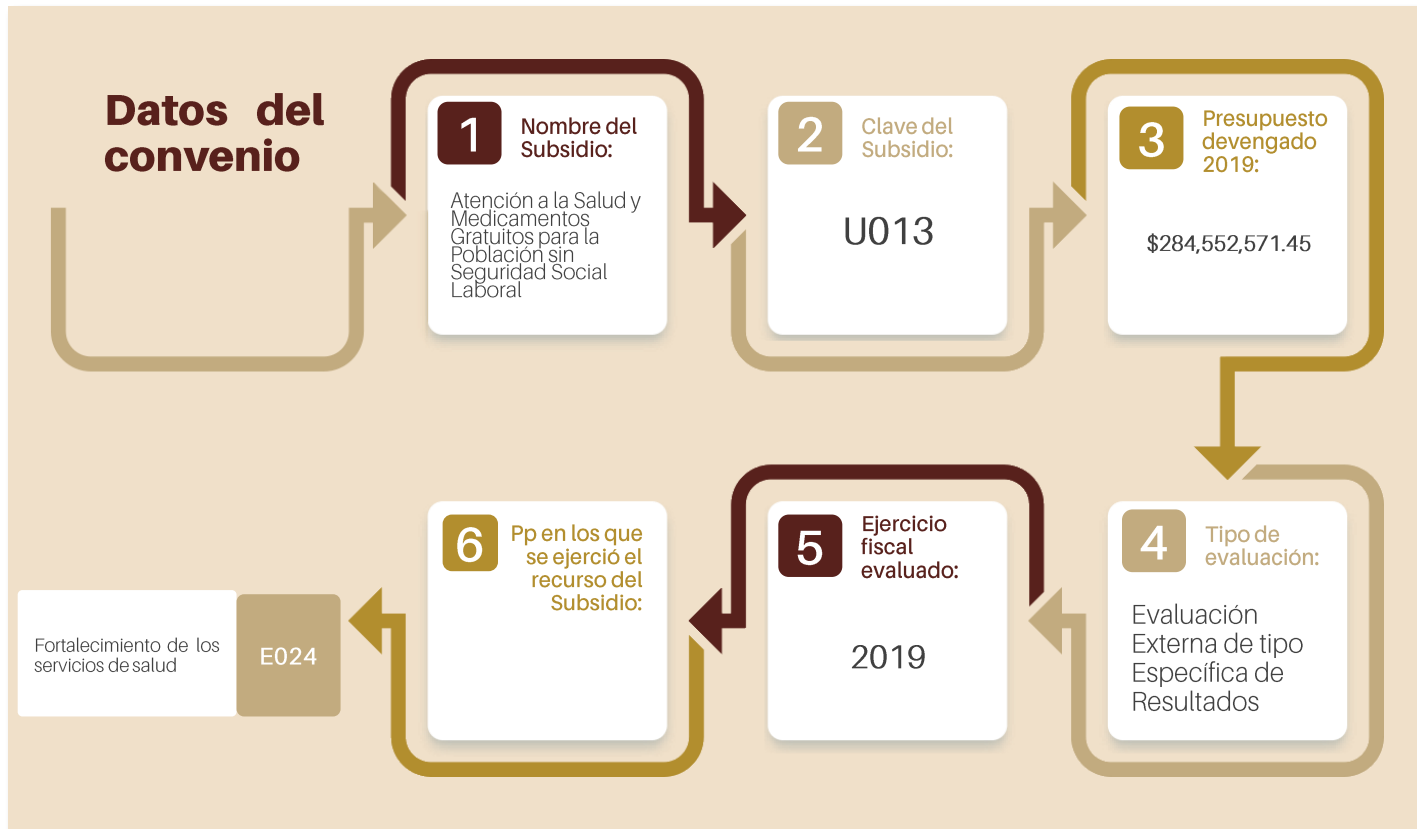 Datos del
convenio
1
Nombre del
Subsidio:
Atención a la Salud y
Medicamentos
Gratuitos para la
Población sin
Seguridad Social
Laboral
2
Clave del
Subsidio:
U013
3
Presupuesto
devengado
2019:
$284,552,571.45
4
Tipo de
evaluación:
Evaluación
Externa de tipo
Específica de
Resultados
5
Ejercicio
fiscal
evaluado:
2019
6
Pp en los que
se ejerció el
recurso del
Subsidio:
E024
Fortalecimiento de los
servicios de salud